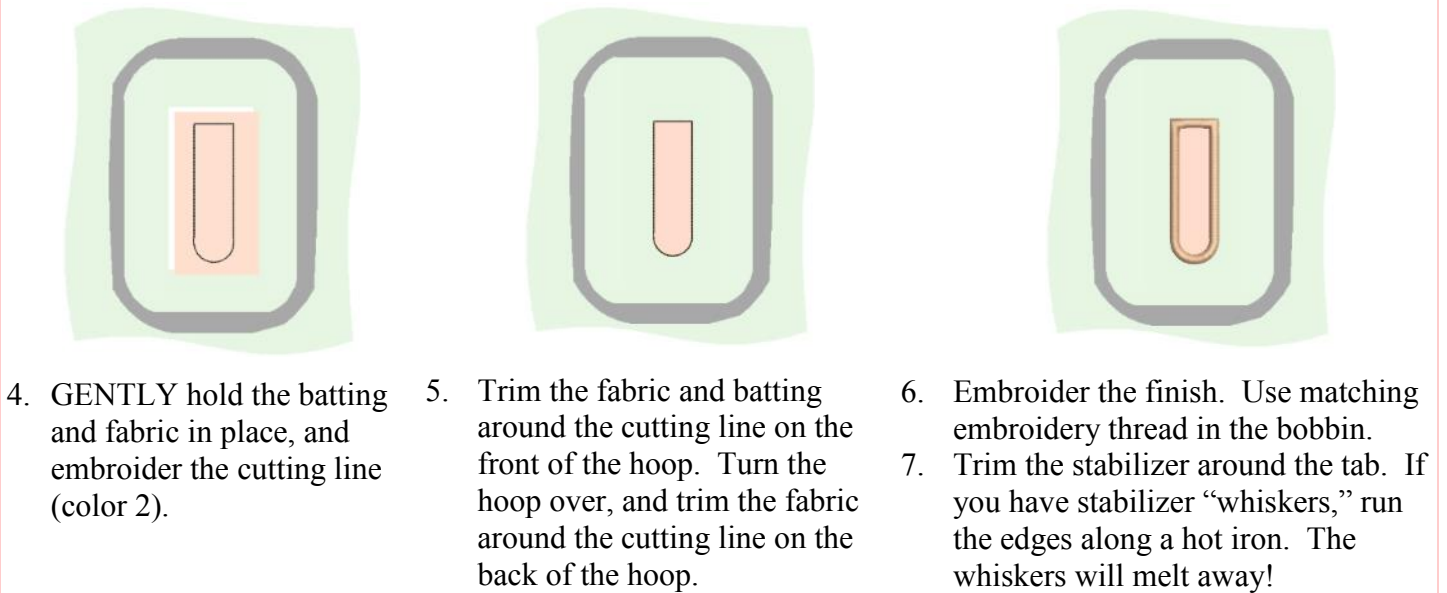 4. GENTLY hold the batting
and fabric in place, and
embroider the cutting line
(color 2).
5. Trim the fabric and batting
around the cutting line on the
front of the hoop. Turn the
hoop over, and trim the fabric
around the cutting line on the
back of the hoop.
6. Embroider the finish. Use matching
embroidery thread in the bobbin.
7. Trim the stabilizer around the tab. If
you have stabilizer “whiskers,” run
the edges along a hot iron. The
whiskers will melt away!